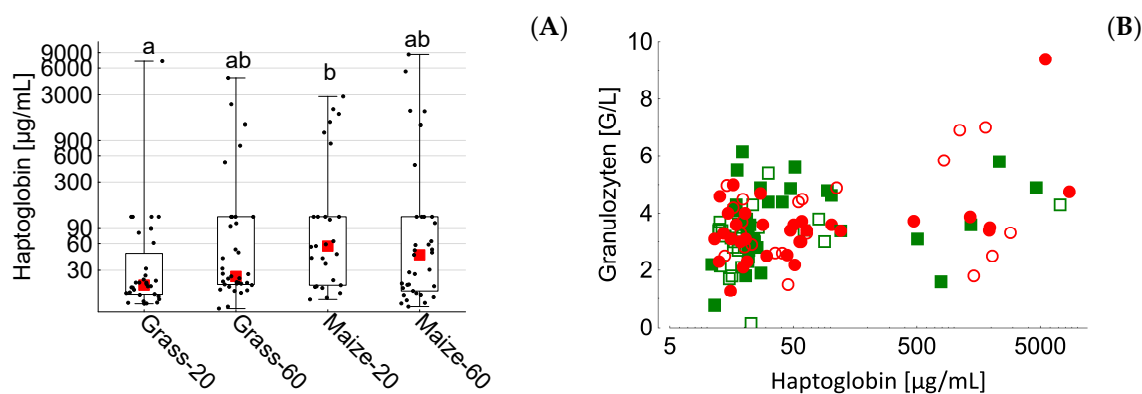 (A)
Haptoglobin [µg/mL]
9000
6000
3000
900
600
300
90
60
30
a
ab
b
ab
Grass-20
Grass-60
Maize-20
Maize-60
(B)
Granulozyten [G/L]
10
8
6
4
2
0
5
50
500
5000
Haptoglobin [µg/mL]